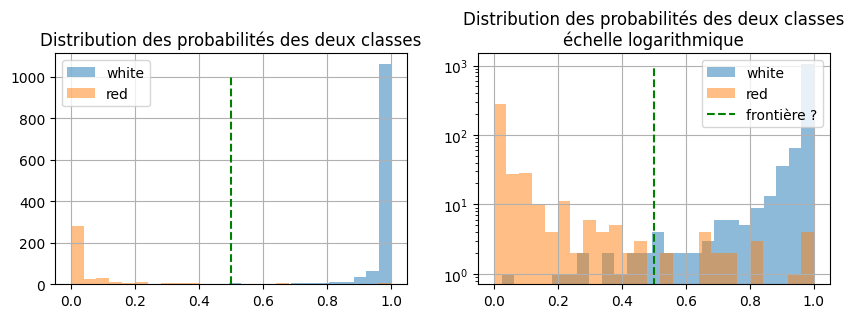 Distribution des probabilités des deux classes
white
red
1000
800
600
400
200
0
0.0 0.2 0.4 0.6 0.8 1.0
Distribution des probabilités des deux classes
échelle logarithmique
white
red
frontière ?
10³
10²
10¹
10⁰
0.0 0.2 0.4 0.6 0.8 1.0